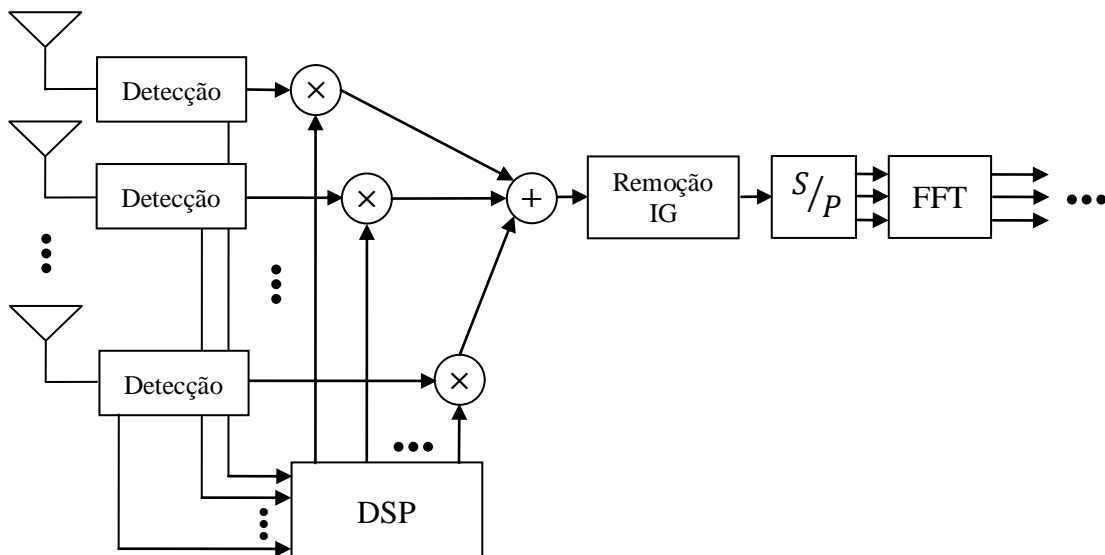 Detecção
×
Detecção
×
+
Remoção
IG
S/P
FFT
Detecção
×
DSP